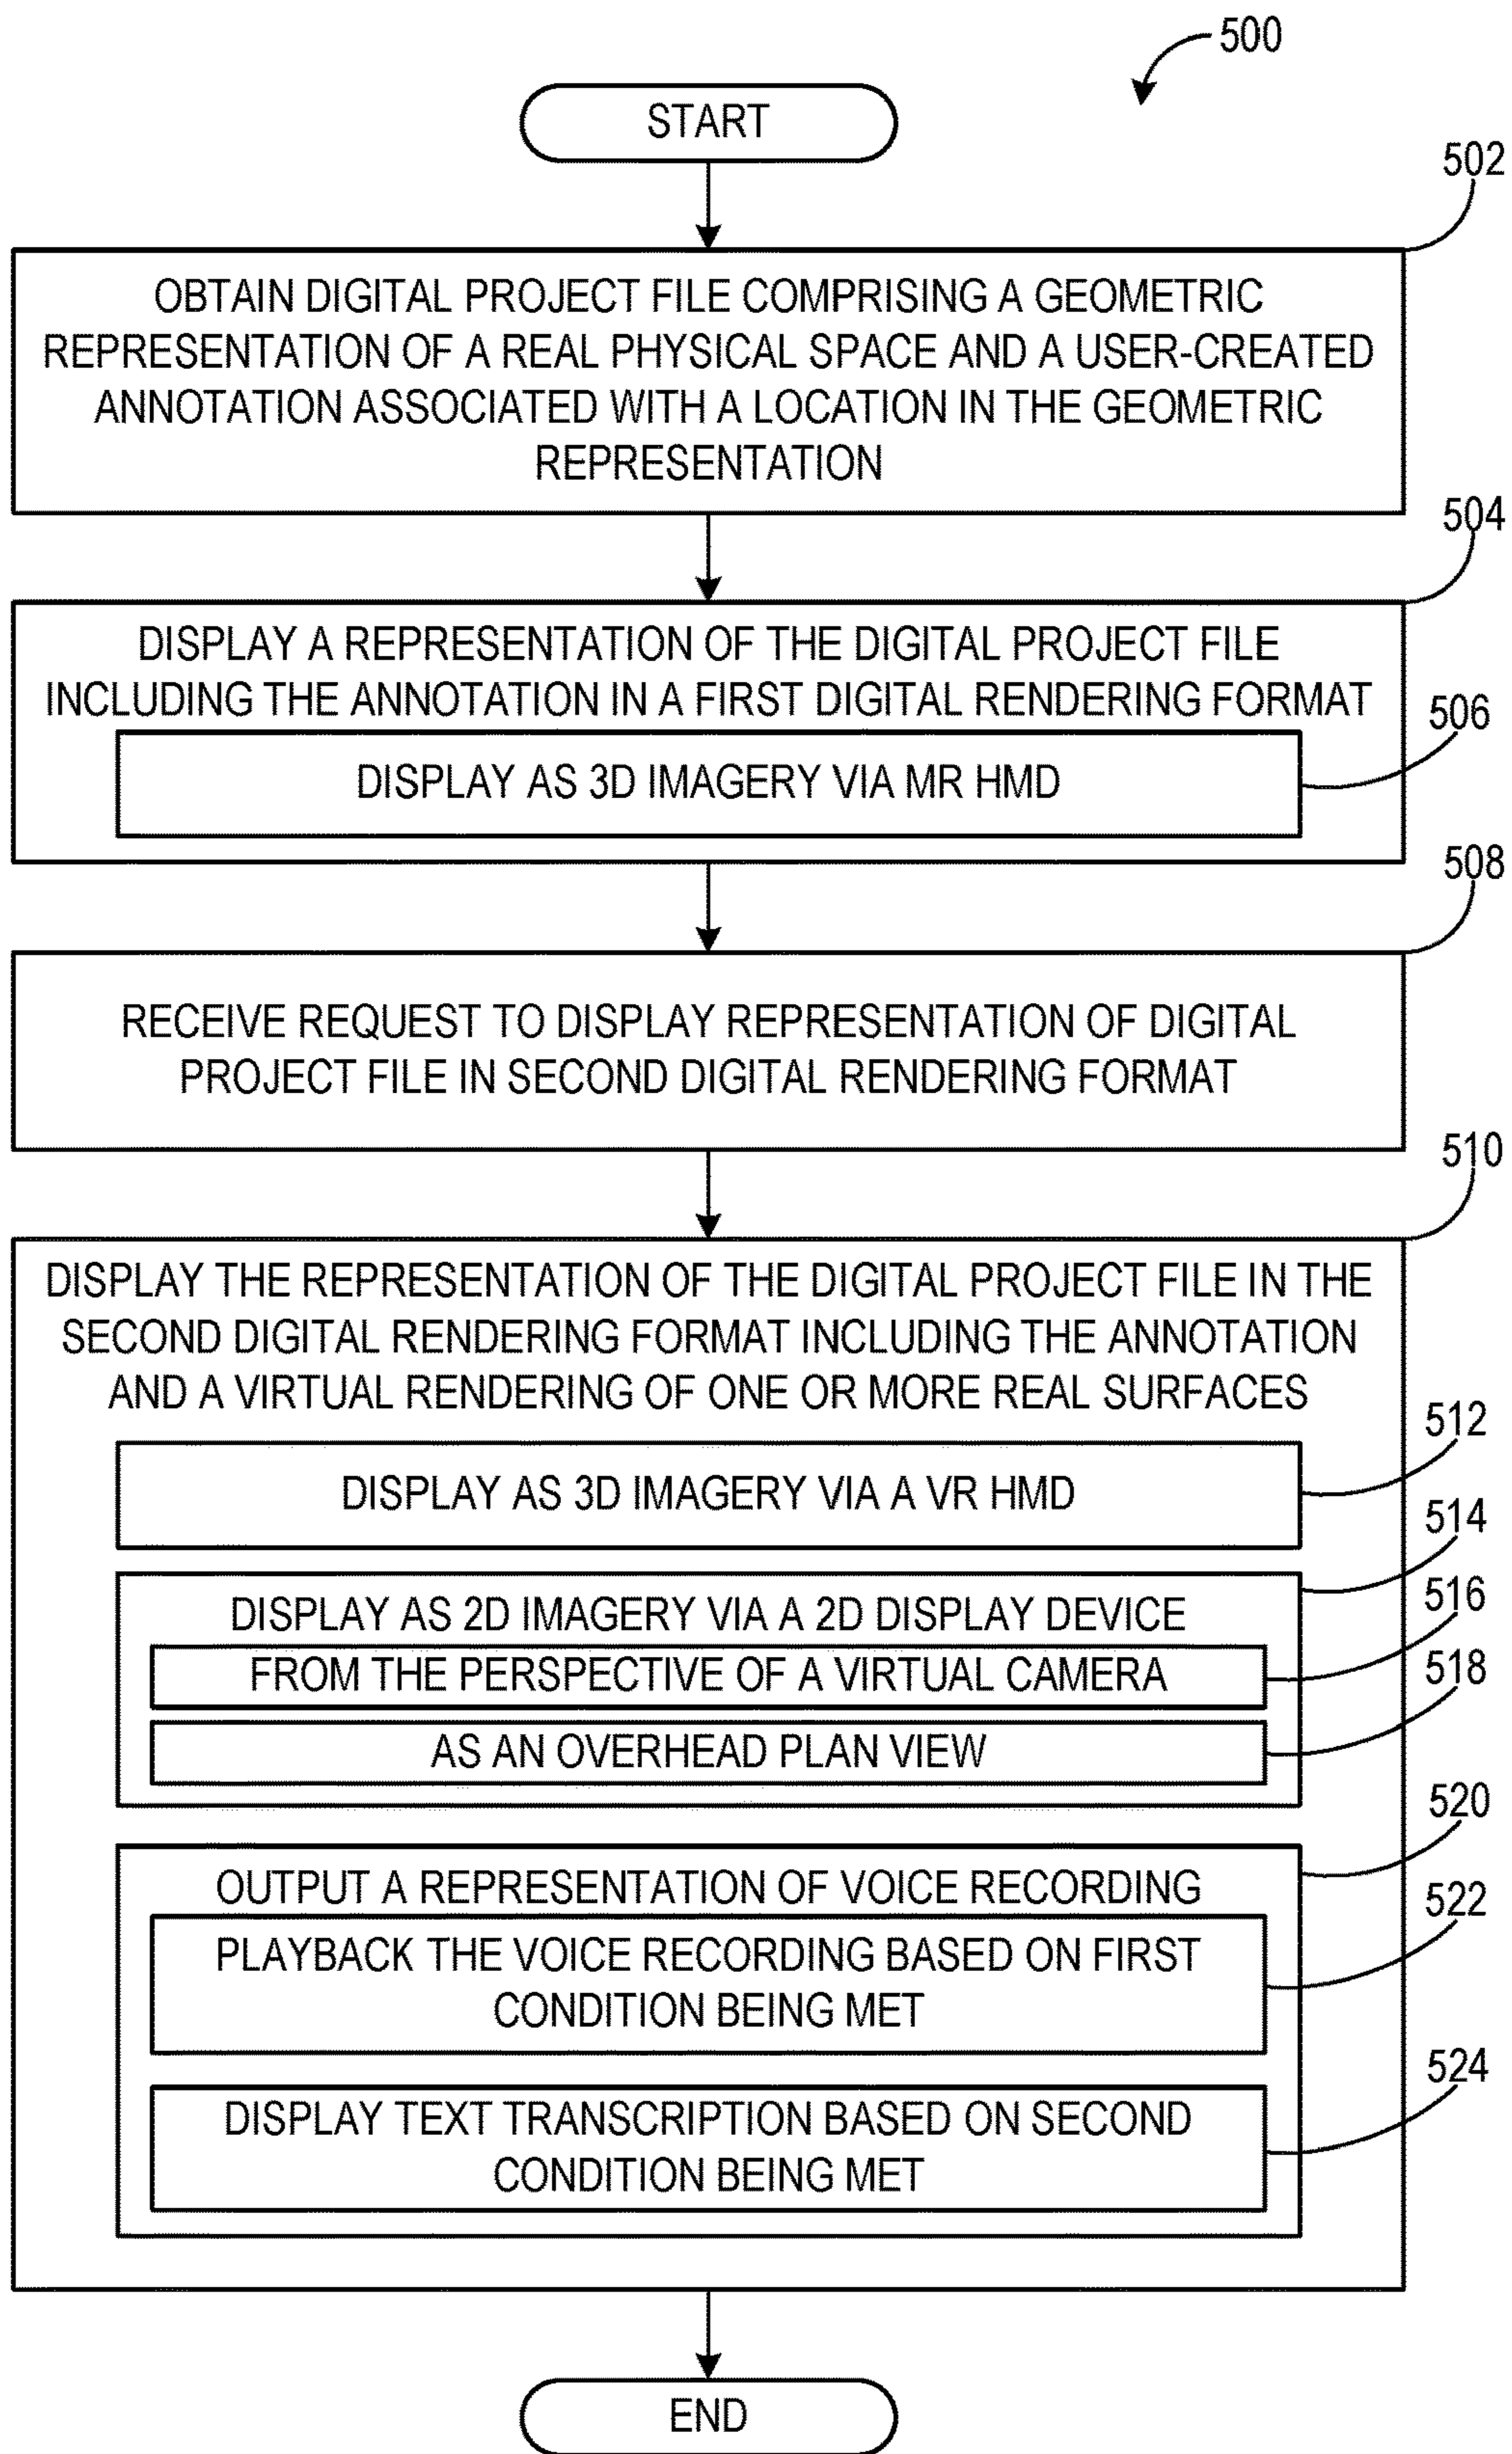 500
START
502
OBTAIN DIGITAL PROJECT FILE COMPRISING A GEOMETRIC
REPRESENTATION OF A REAL PHYSICAL SPACE AND A USER-CREATED
ANNOTATION ASSOCIATED WITH A LOCATION IN THE GEOMETRIC
REPRESENTATION
504
DISPLAY A REPRESENTATION OF THE DIGITAL PROJECT FILE
INCLUDING THE ANNOTATION IN A FIRST DIGITAL RENDERING FORMAT
506
DISPLAY AS 3D IMAGERY VIA MR HMD
508
RECEIVE REQUEST TO DISPLAY REPRESENTATION OF DIGITAL
PROJECT FILE IN SECOND DIGITAL RENDERING FORMAT
510
DISPLAY THE REPRESENTATION OF THE DIGITAL PROJECT FILE IN THE
SECOND DIGITAL RENDERING FORMAT INCLUDING THE ANNOTATION
AND A VIRTUAL RENDERING OF ONE OR MORE REAL SURFACES
512
DISPLAY AS 3D IMAGERY VIA A VR HMD
514
DISPLAY AS 2D IMAGERY VIA A 2D DISPLAY DEVICE
516
FROM THE PERSPECTIVE OF A VIRTUAL CAMERA
518
AS AN OVERHEAD PLAN VIEW
520
OUTPUT A REPRESENTATION OF VOICE RECORDING
522
PLAYBACK THE VOICE RECORDING BASED ON FIRST
CONDITION BEING MET
524
DISPLAY TEXT TRANSCRIPTION BASED ON SECOND
CONDITION BEING MET
END